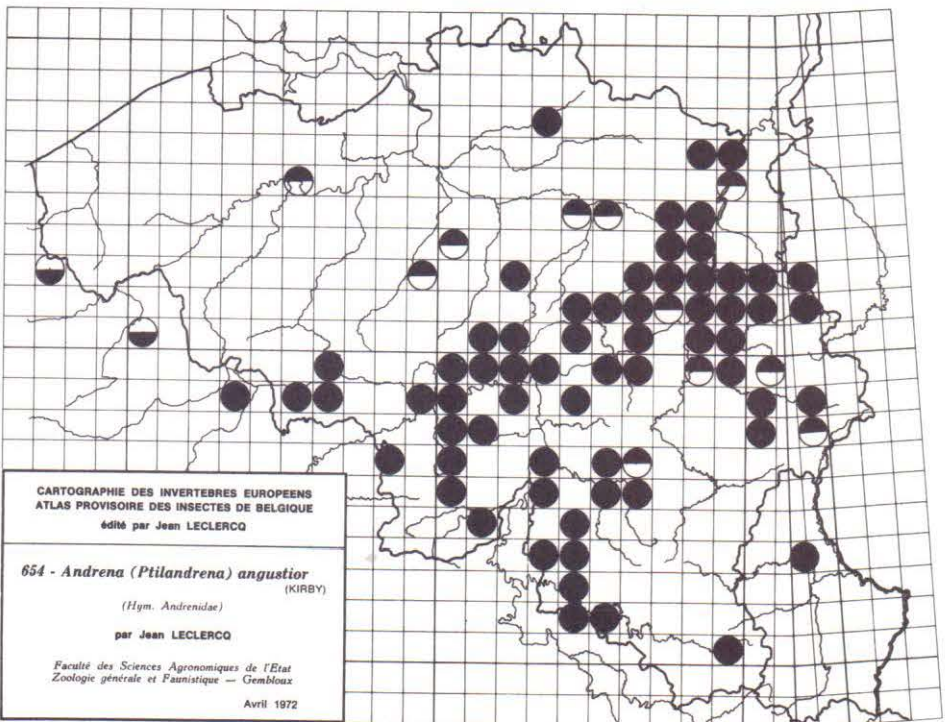 CARTOGRAPHIE DES INVERTEBRES EUROPEENS
ATLAS PROVISOIRE DES INSECTES DE BELGIQUE
édité par Jean LECLERCQ
654 - Andrena (Ptilandrena) angustior
(KIRBY)
(Hym. Andrenidae)
par Jean LECLERCQ
Faculté des Sciences Agronomiques de l'Etat
Zoologie générale et Faunistique — Gembloux
Avril 1972